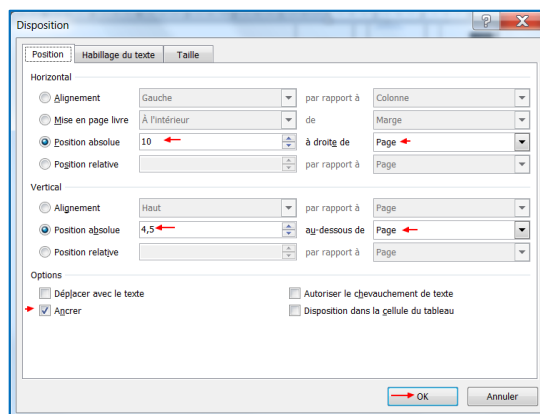 Disposition
Position Habillage du texte Taille
Horizontal
Alignement Gauche par rapport à Colonne
Mise en page livre À l'intérieur de Marge
Position absolue 10 à droite de Page
Position relative par rapport à Page
Vertical
Alignement Haut par rapport à Page
Position absolue 4,5 au-dessous de Page
Position relative par rapport à Page
Options
Déplacer avec le texte Autoriser le chevauchement de texte
Ancrer Disposition dans la cellule du tableau
OK Annuler